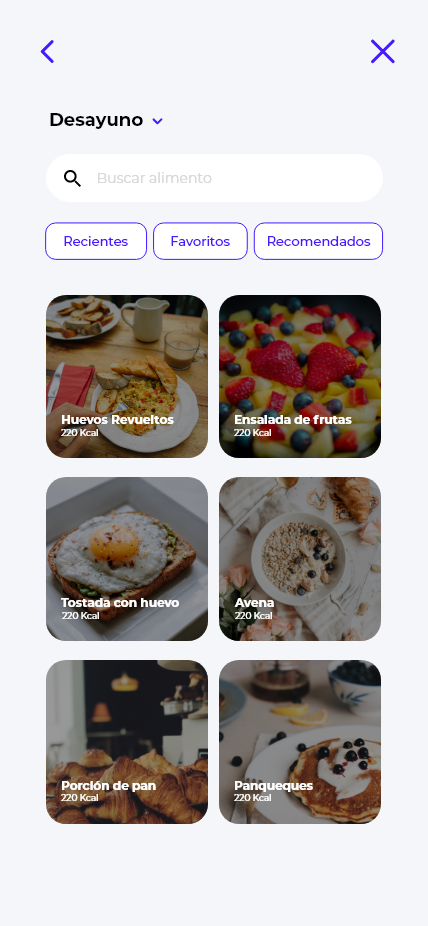 Desayuno
Buscar alimento
Recientes
Favoritos
Recomendados
Huevos Revueltos
220 Kcal
Ensalada de frutas
220 Kcal
Tostada con huevo
220 Kcal
Avena
220 Kcal
Porción de pan
220 Kcal
Panqueques
220 Kcal